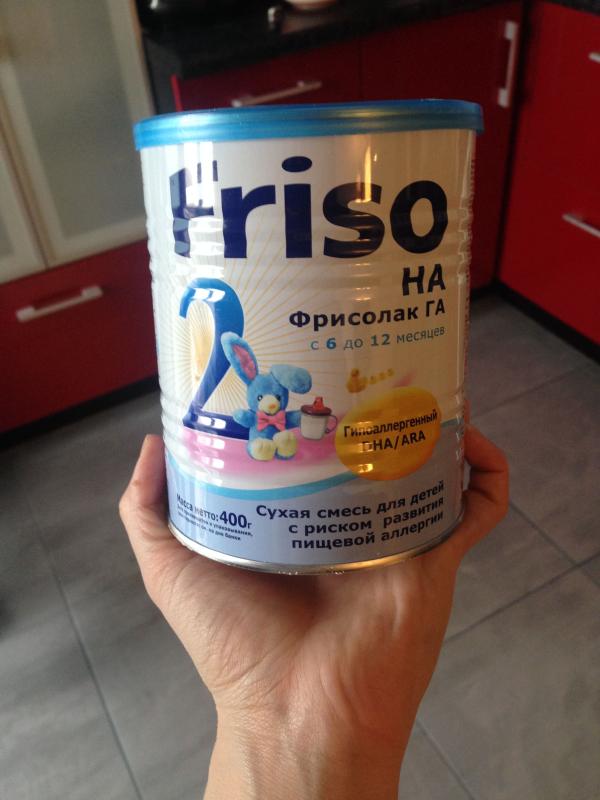 Friso
HA
Фрисолак ГА
2
с 6 до 12 месяцев
Гипоаллергенный
DHA/ARA
Масса нетто: 400г
Сухая смесь для детей
с риском развития
пищевой аллергии